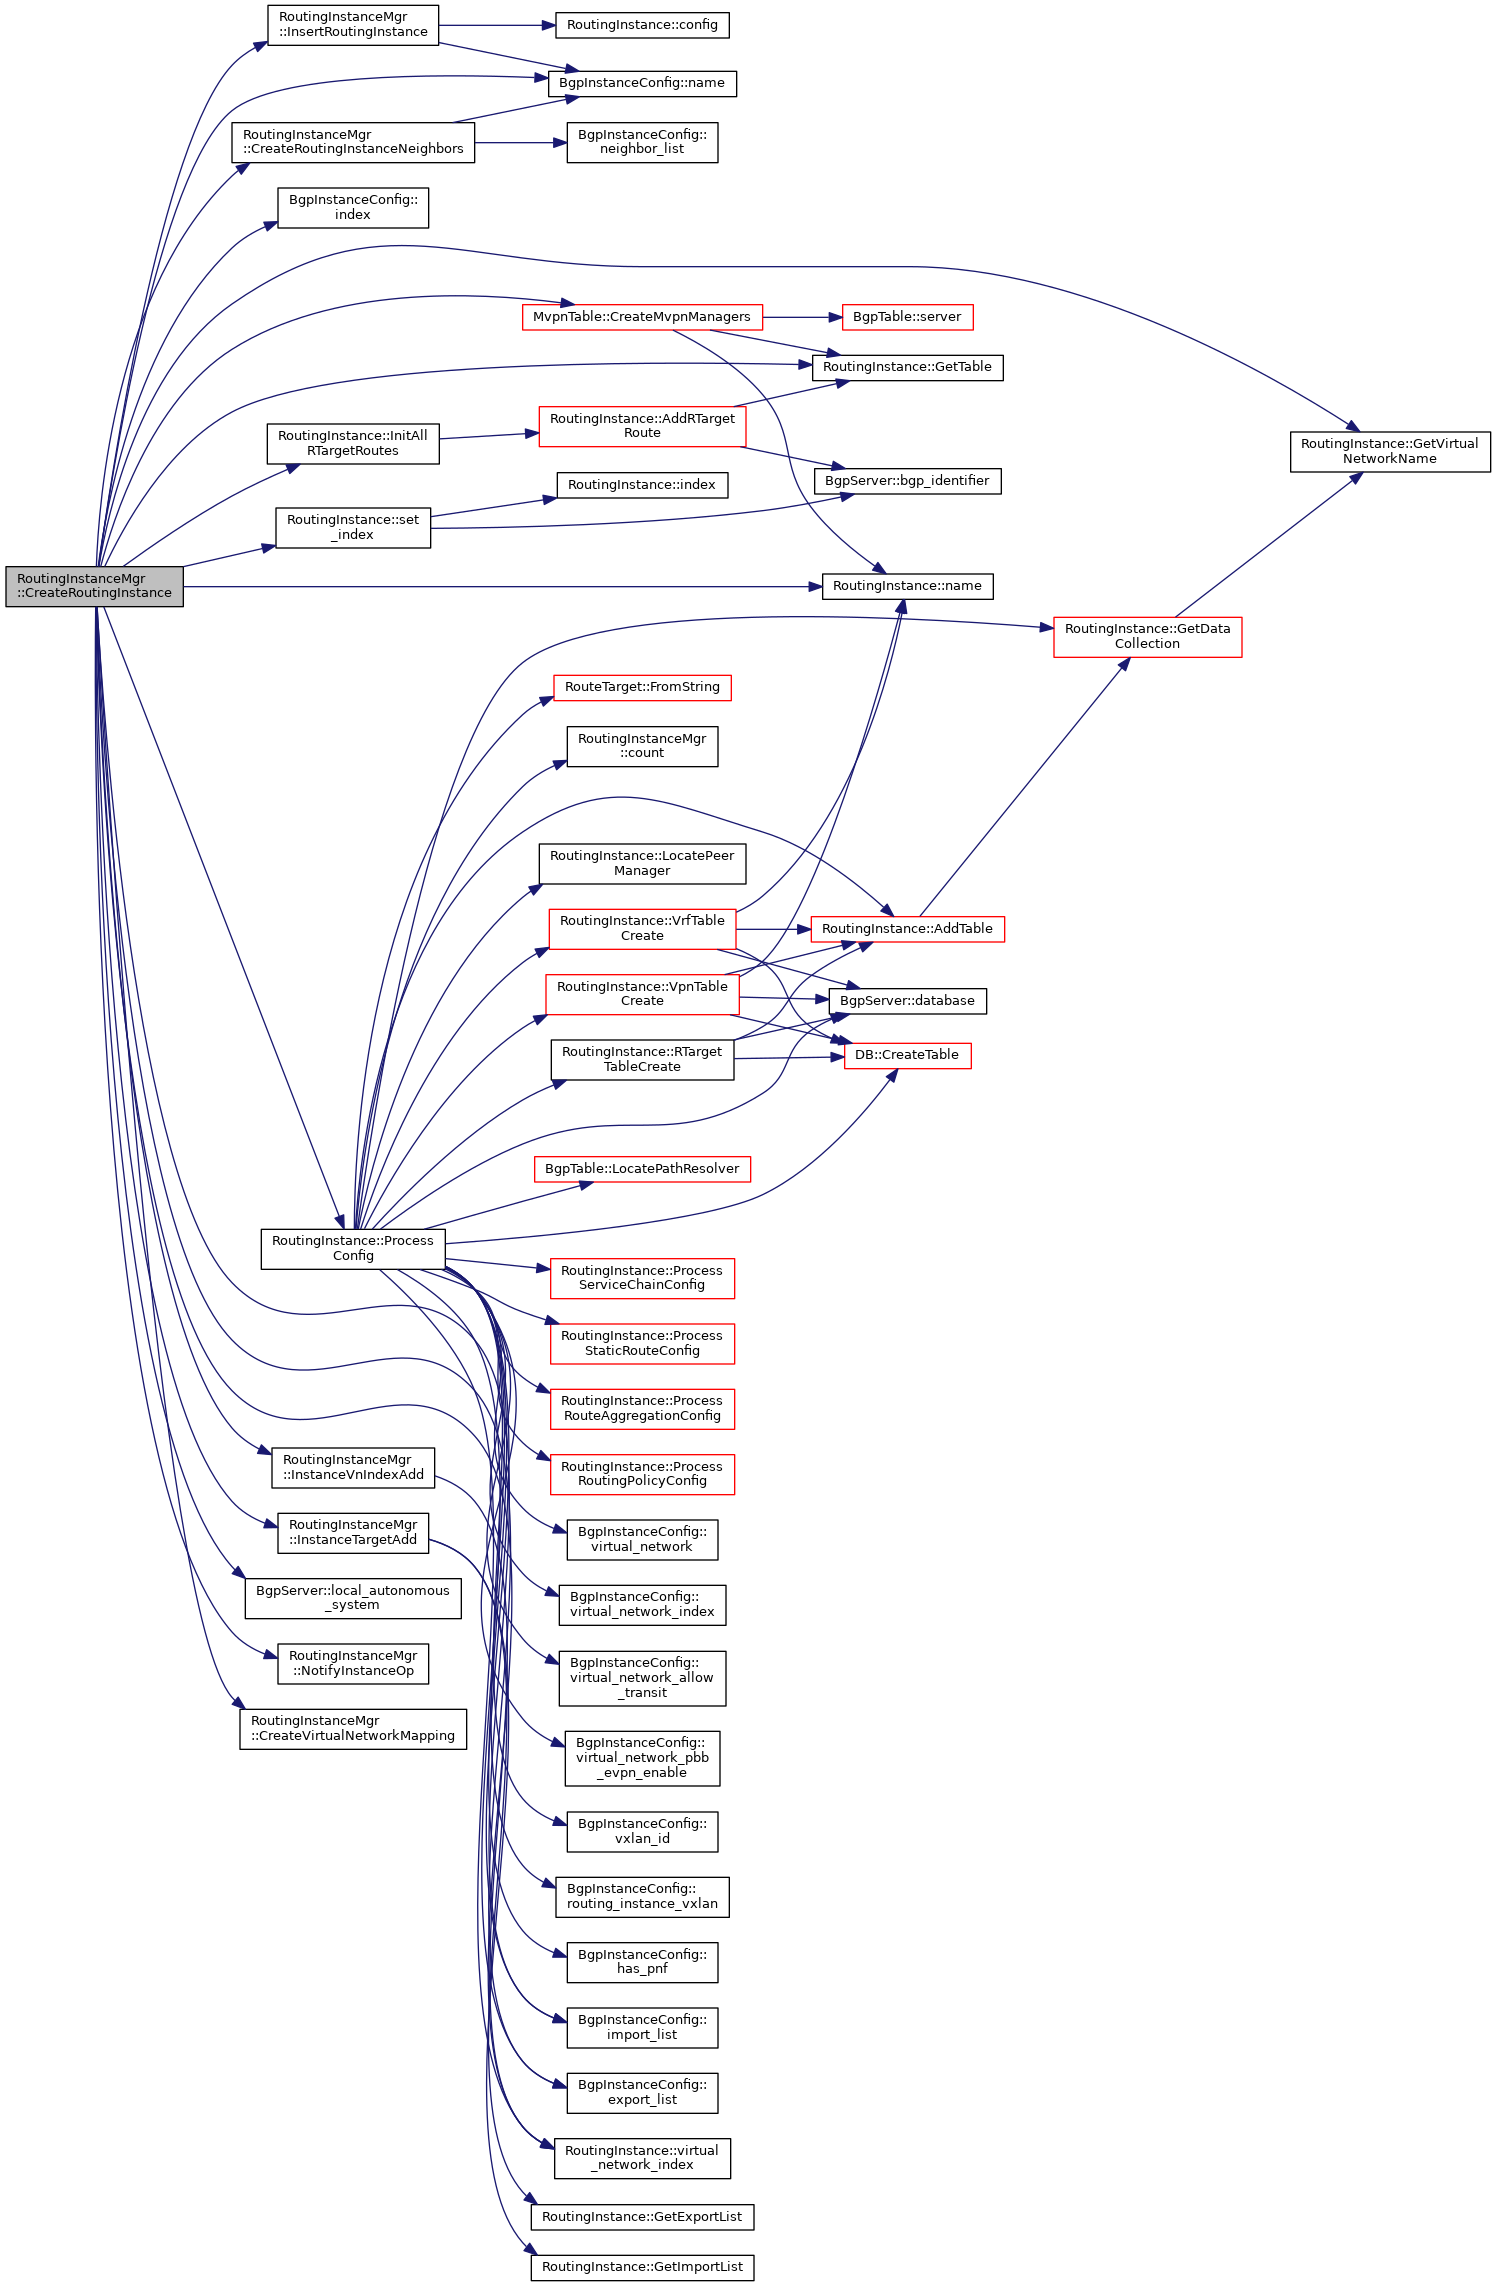 RoutingInstanceMgr
::InsertRoutingInstance
RoutingInstance::config
BgpInstanceConfig::name
RoutingInstanceMgr
::CreateRoutingInstanceNeighbors
BgpInstanceConfig::
neighbor_list
BgpInstanceConfig::
index
MvpnTable::CreateMvpnManagers
BgpTable::server
RoutingInstance::GetTable
RoutingInstance::AddRTarget
Route
RoutingInstance::InitAll
RTargetRoutes
RoutingInstance::GetVirtual
NetworkName
RoutingInstance::index
BgpServer::bgp_identifier
RoutingInstance::set
_index
RoutingInstanceMgr
::CreateRoutingInstance
RoutingInstance::name
RoutingInstance::GetData
Collection
RouteTarget::FromString
RoutingInstanceMgr
::count
RoutingInstance::LocatePeer
Manager
RoutingInstance::VrfTable
Create
RoutingInstance::AddTable
RoutingInstance::VpnTable
Create
BgpServer::database
RoutingInstance::RTarget
TableCreate
DB::CreateTable
BgpTable::LocatePathResolver
RoutingInstance::Process
Config
RoutingInstance::Process
ServiceChainConfig
RoutingInstance::Process
StaticRouteConfig
RoutingInstance::Process
RouteAggregationConfig
RoutingInstanceMgr
::InstanceVnIndexAdd
RoutingInstance::Process
RoutingPolicyConfig
RoutingInstanceMgr
::InstanceTargetAdd
BgpInstanceConfig::
virtual_network
BgpServer::local_autonomous
_system
BgpInstanceConfig::
virtual_network_index
RoutingInstanceMgr
::NotifyInstanceOp
BgpInstanceConfig::
virtual_network_allow
_transit
RoutingInstanceMgr
::CreateVirtualNetworkMapping
BgpInstanceConfig::
virtual_network_pbb
_evpn_enable
BgpInstanceConfig::
vxlan_id
BgpInstanceConfig::
routing_instance_vxlan
BgpInstanceConfig::
has_pnf
BgpInstanceConfig::
import_list
BgpInstanceConfig::
export_list
RoutingInstance::virtual
_network_index
RoutingInstance::GetExportList
RoutingInstance::GetImportList